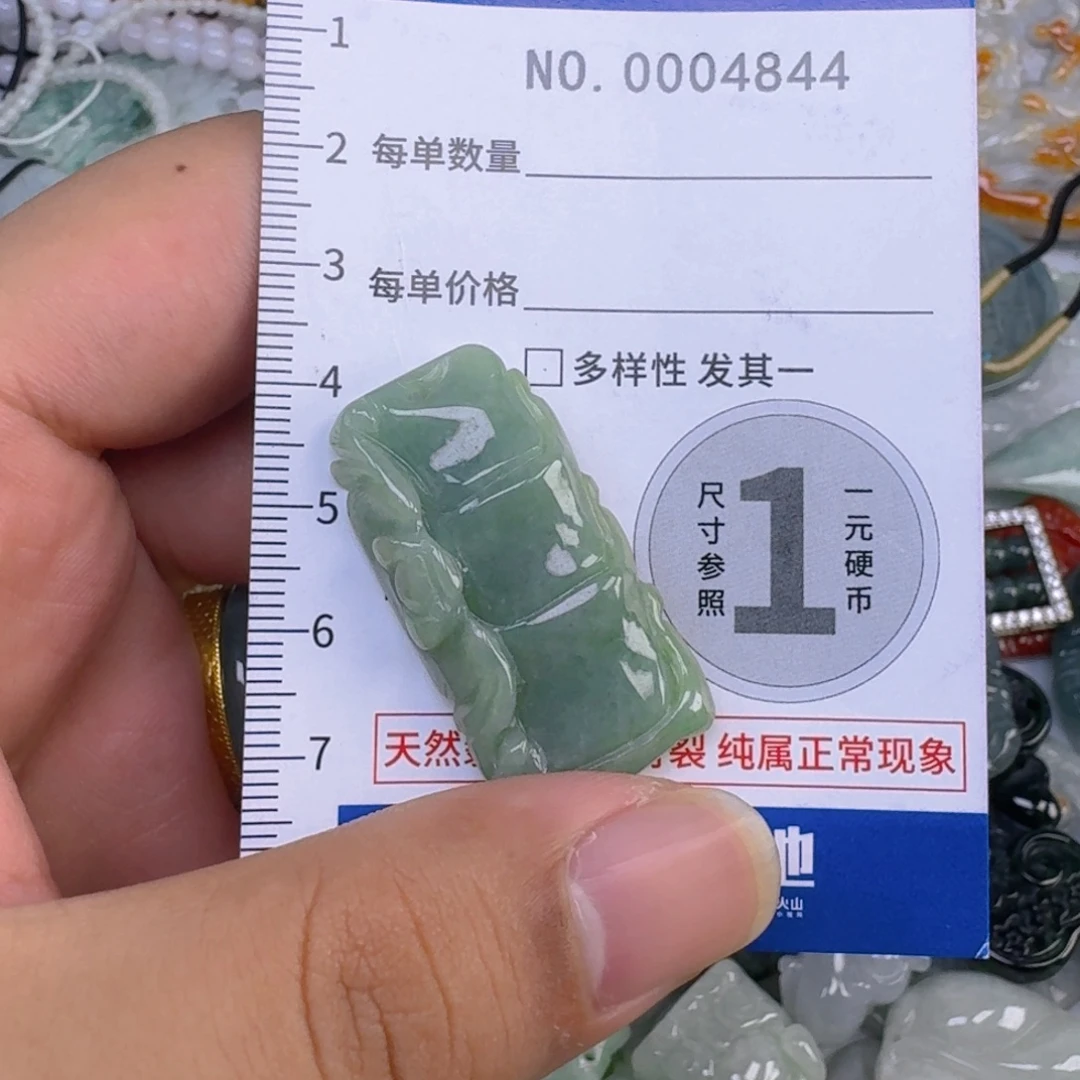 1
NO. 0004844
2
每单数量
3
每单价格
4
□多样性 发其一
5
尺寸参照
1
一元硬币
6
7
天然 裂 纯属正常现象
火山